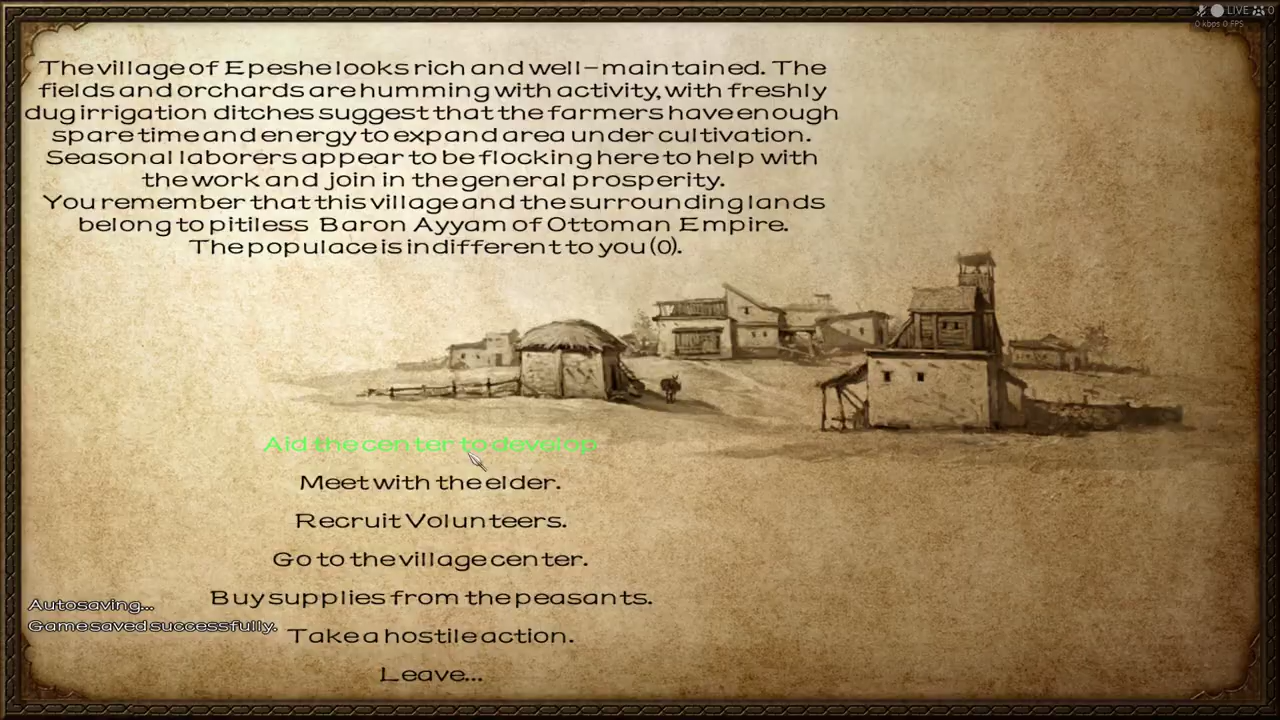 LIVE 0
0 kbps 0 FPS
The village of Epeshe looks rich and well-maintained. The
fields and orchards are humming with activity, with freshly
dug irrigation ditches suggest that the farmers have enough
spare time and energy to expand area under cultivation.
Seasonal laborers appear to be flocking here to help with
the work and join in the general prosperity.
You remember that this village and the surrounding lands
belong to pitiless Baron Ayyam of Ottoman Empire.
The populace is indifferent to you (0).
Aid the center to develop
Meet with the elder.
Recruit Volunteers.
Go to the village center.
Buy supplies from the peasants.
Autosaving...
Game saved successfully.
Take a hostile action.
Leave...